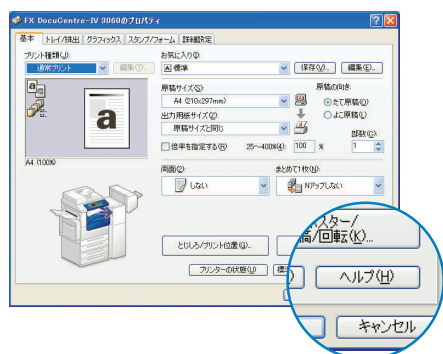 FX DocuCentre-IV 3060のプロパティ
基本 トレイ/排出 グラフィックス スタンプ/フォーム 詳細設定
プリント種類(J): お気に入り(I):
通常プリント 編集(T)... 標準 保存(V)... 編集(E)...
原稿サイズ(S): 原稿の向き:
A4 (210x297mm) たて原稿(O)
よこ原稿(L)
出力用紙サイズ(Z):
原稿サイズと同じ 部数(C):
倍率を指定する(R) 25~400%(4): 100 % 1
a
A4 (100%)
両面(2): まとめて1枚(N):
しない Nアップしない
とじしろ/プリント位置(G)... スター/
/回転(K)...
プリンターの状態(U) 標
ヘルプ(H)
キャンセル